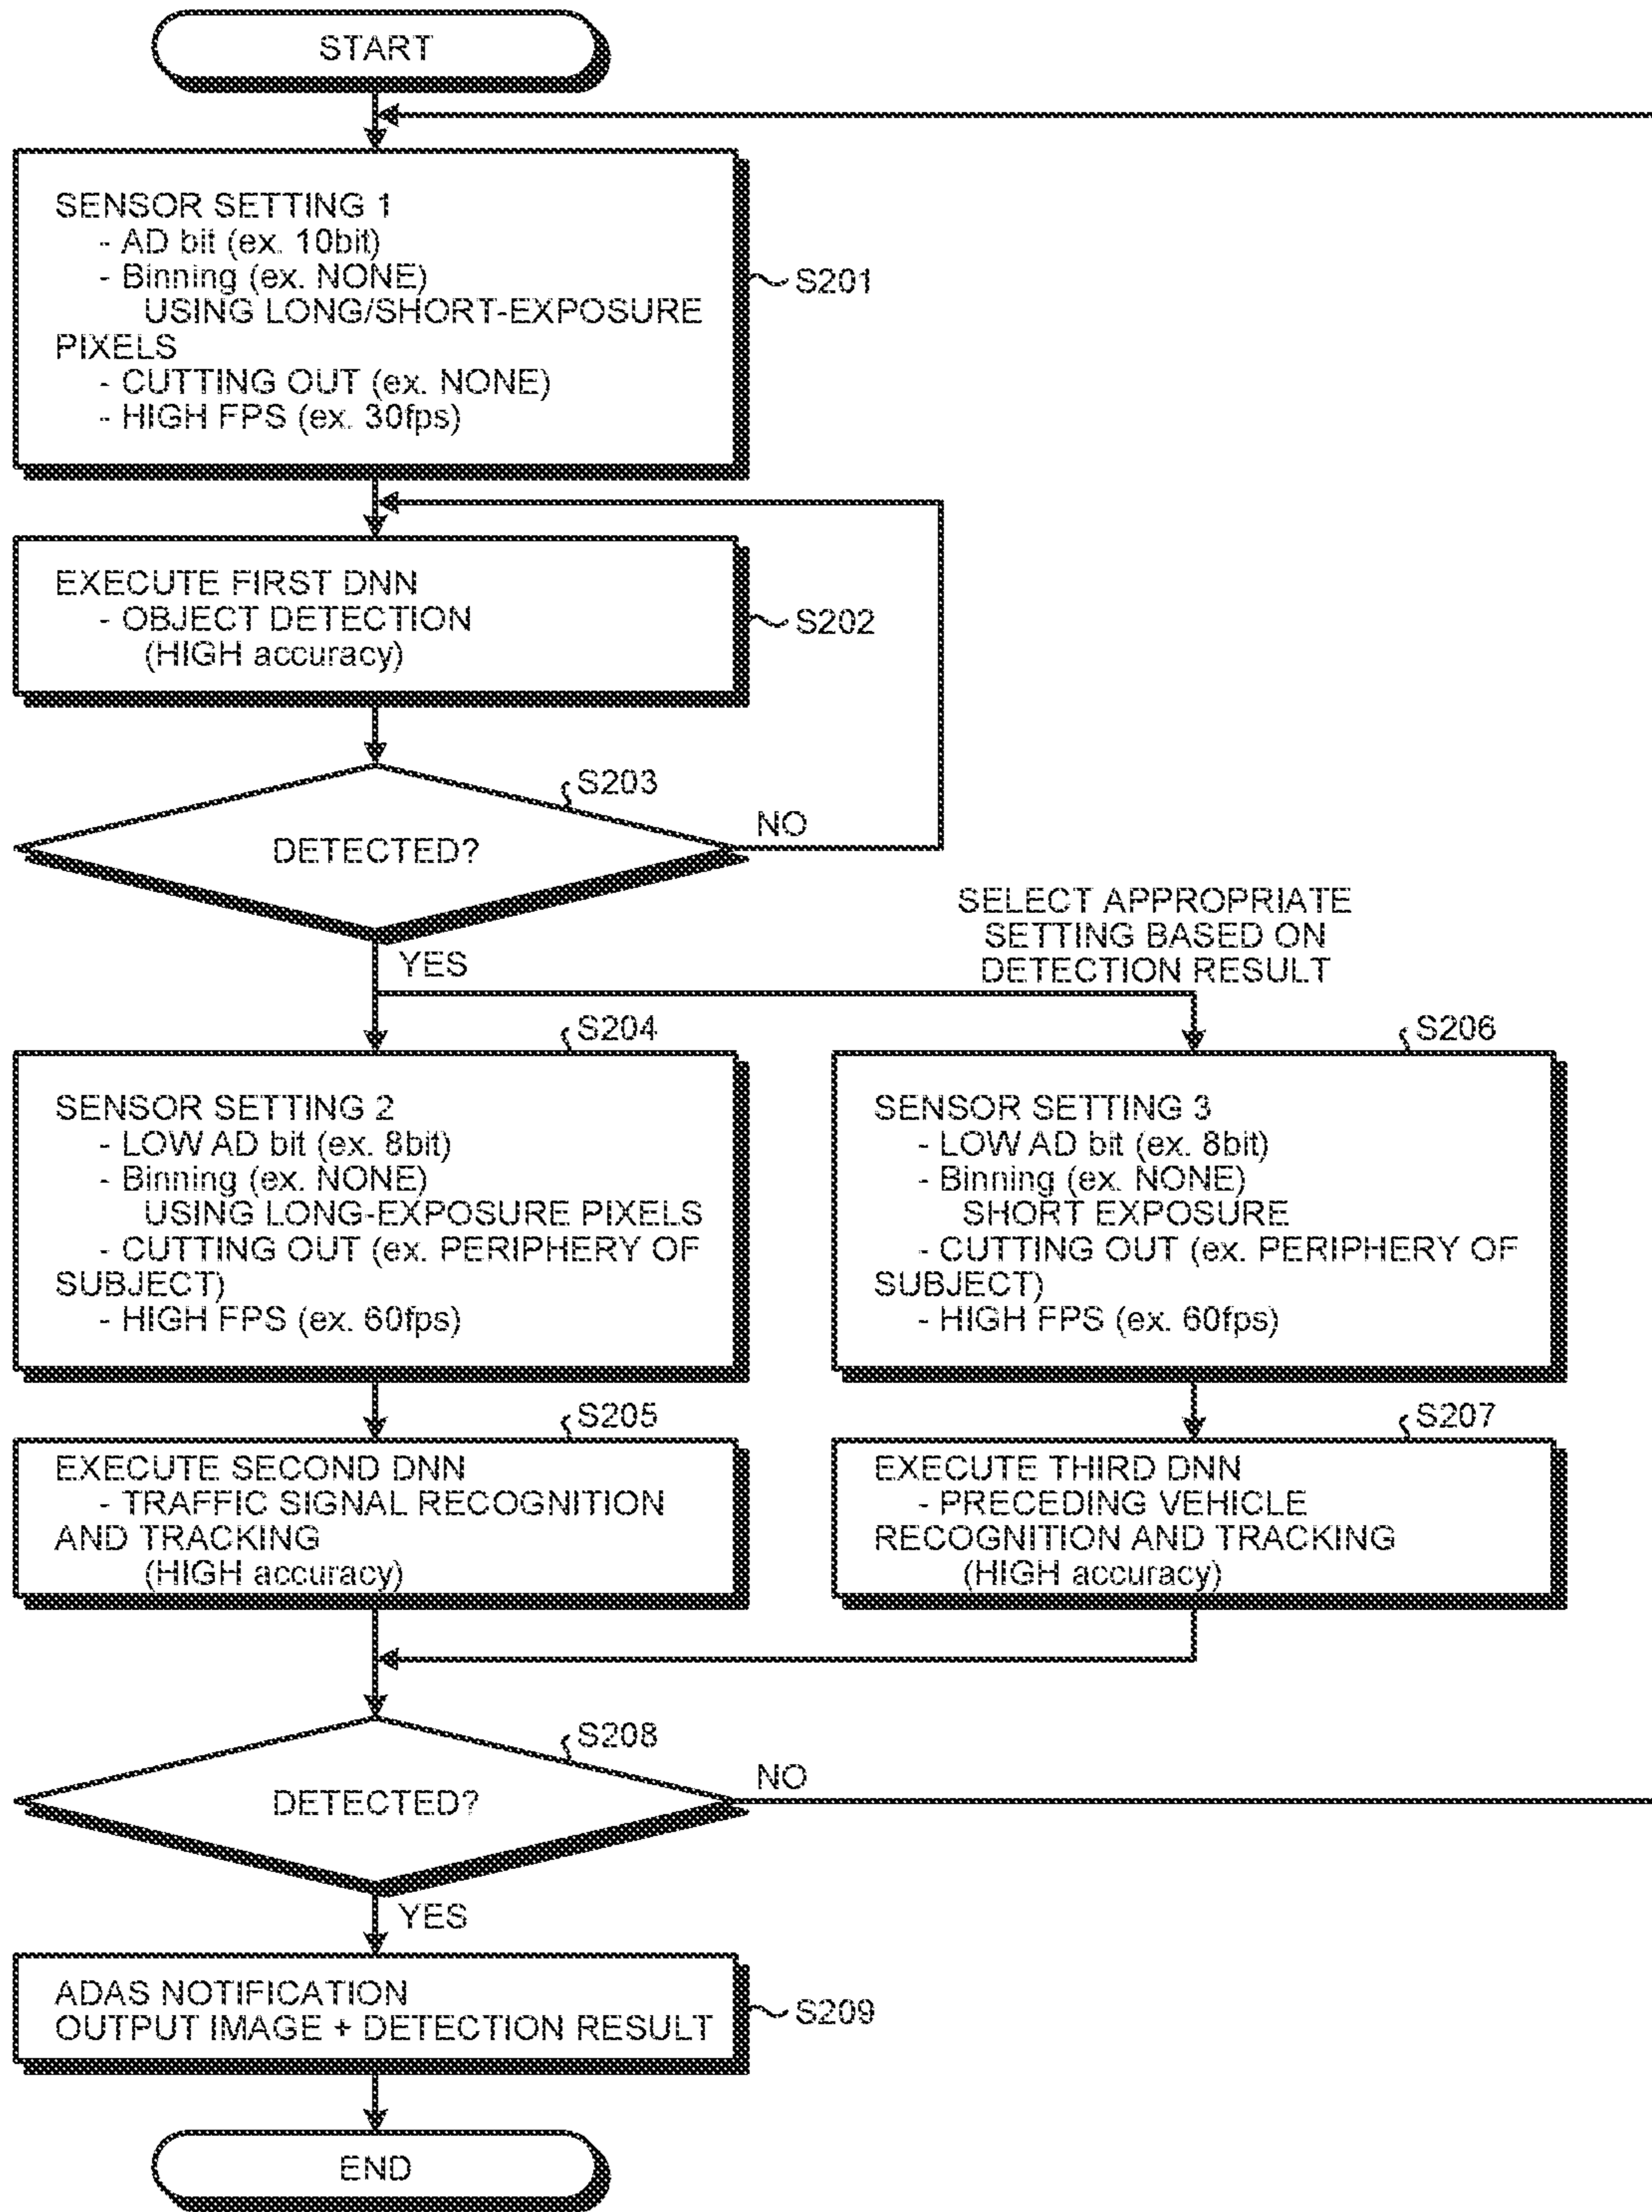 START
SENSOR SETTING 1
- AD bit (ex. 10bit)
- Binning (ex. NONE)
USING LONG/SHORT-EXPOSURE
PIXELS
- CUTTING OUT (ex. NONE)
- HIGH FPS (ex. 30fps)
S201
EXECUTE FIRST DNN
- OBJECT DETECTION
(HIGH accuracy)
S202
S203
DETECTED?
NO
YES
SELECT APPROPRIATE
SETTING BASED ON
DETECTION RESULT
S204
SENSOR SETTING 2
- LOW AD bit (ex. 8bit)
- Binning (ex. NONE)
USING LONG-EXPOSURE PIXELS
- CUTTING OUT (ex. PERIPHERY OF
SUBJECT)
- HIGH FPS (ex. 60fps)
S206
SENSOR SETTING 3
- LOW AD bit (ex. 8bit)
- Binning (ex. NONE)
SHORT EXPOSURE
- CUTTING OUT (ex. PERIPHERY OF
SUBJECT)
- HIGH FPS (ex. 60fps)
S205
EXECUTE SECOND DNN
- TRAFFIC SIGNAL RECOGNITION
AND TRACKING
(HIGH accuracy)
S207
EXECUTE THIRD DNN
- PRECEDING VEHICLE
RECOGNITION AND TRACKING
(HIGH accuracy)
S208
DETECTED?
NO
YES
ADAS NOTIFICATION
OUTPUT IMAGE + DETECTION RESULT
S209
END